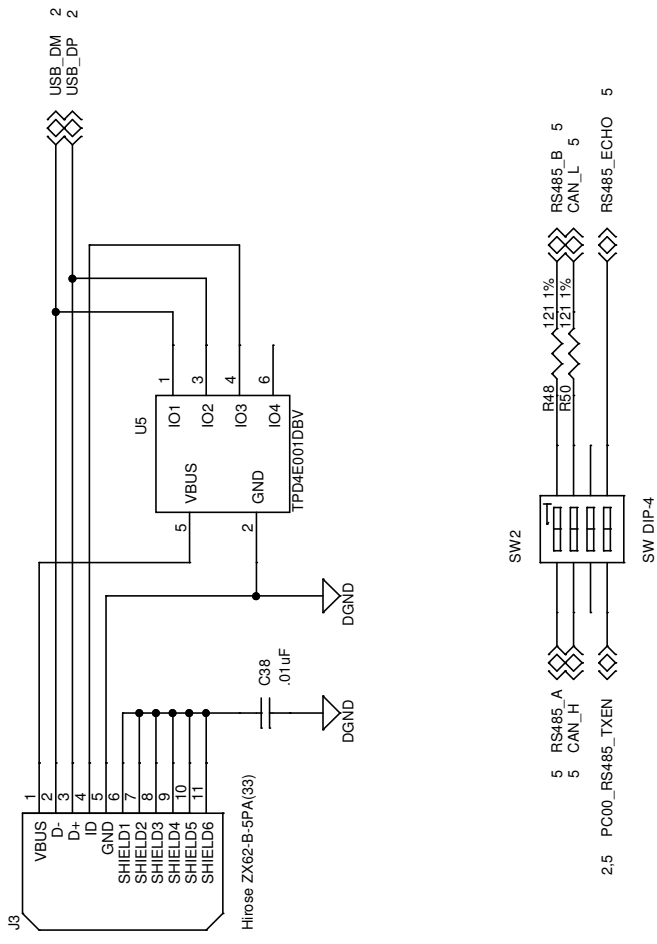 J3
VBUS 1
D- 2
D+ 3
ID 4
GND 5
SHIELD1 6
SHIELD2 7
SHIELD3 8
SHIELD4 9
SHIELD5 10
SHIELD6 11
Hirose ZX62-B-5PA(33)
C38
.01uF
DGND
DGND
U5
5 VBUS
2 GND
IO1 1
IO2 3
IO3 4
IO4 6
TPD4E001DBV
USB_DM 2
USB_DP 2
SW2
5 RS485_A
5 CAN_H
2,5 PC00_RS485_TXEN
SW DIP-4
R48 121 1%
R50 121 1%
RS485_B 5
CAN_L 5
RS485_ECHO 5